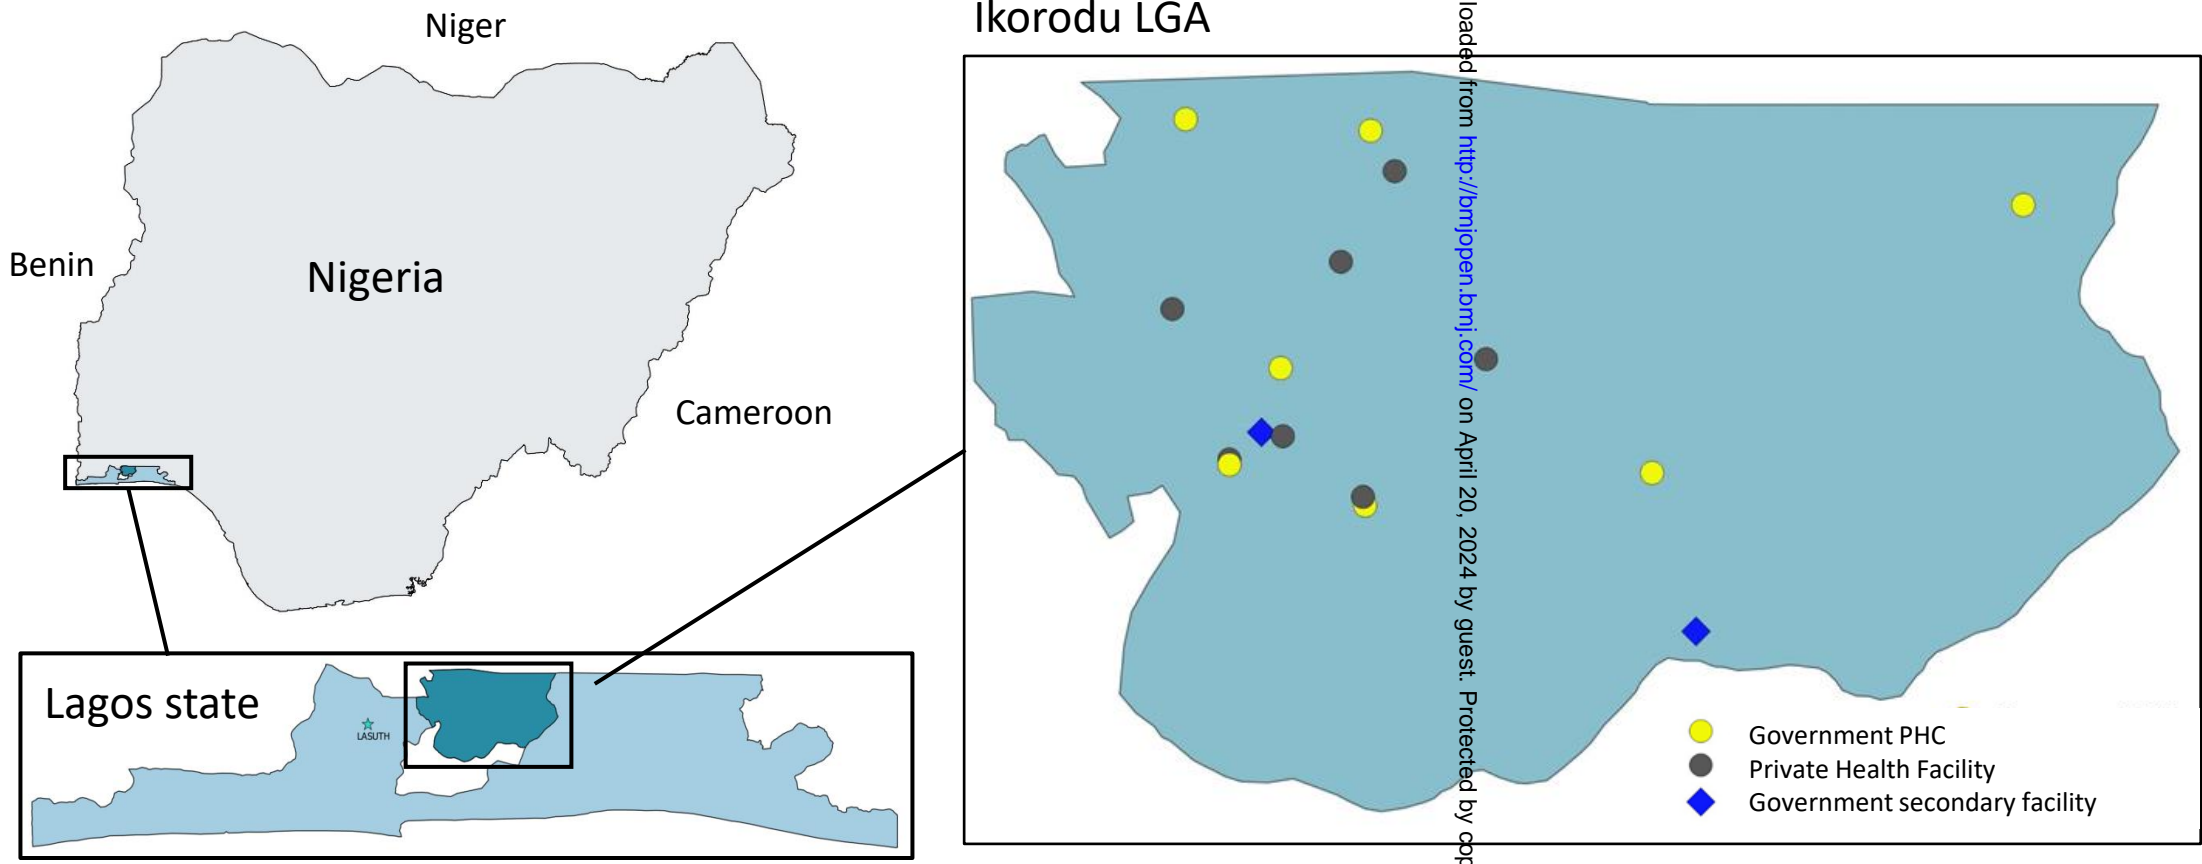 Niger
Benin
Nigeria
Cameroon
Lagos state
LASUTH
Ikorodu LGA
loaded from http://bmjopen.bmj.com/ on April 20, 2024 by guest. Protected by cop
Government PHC
Private Health Facility
Government secondary facility